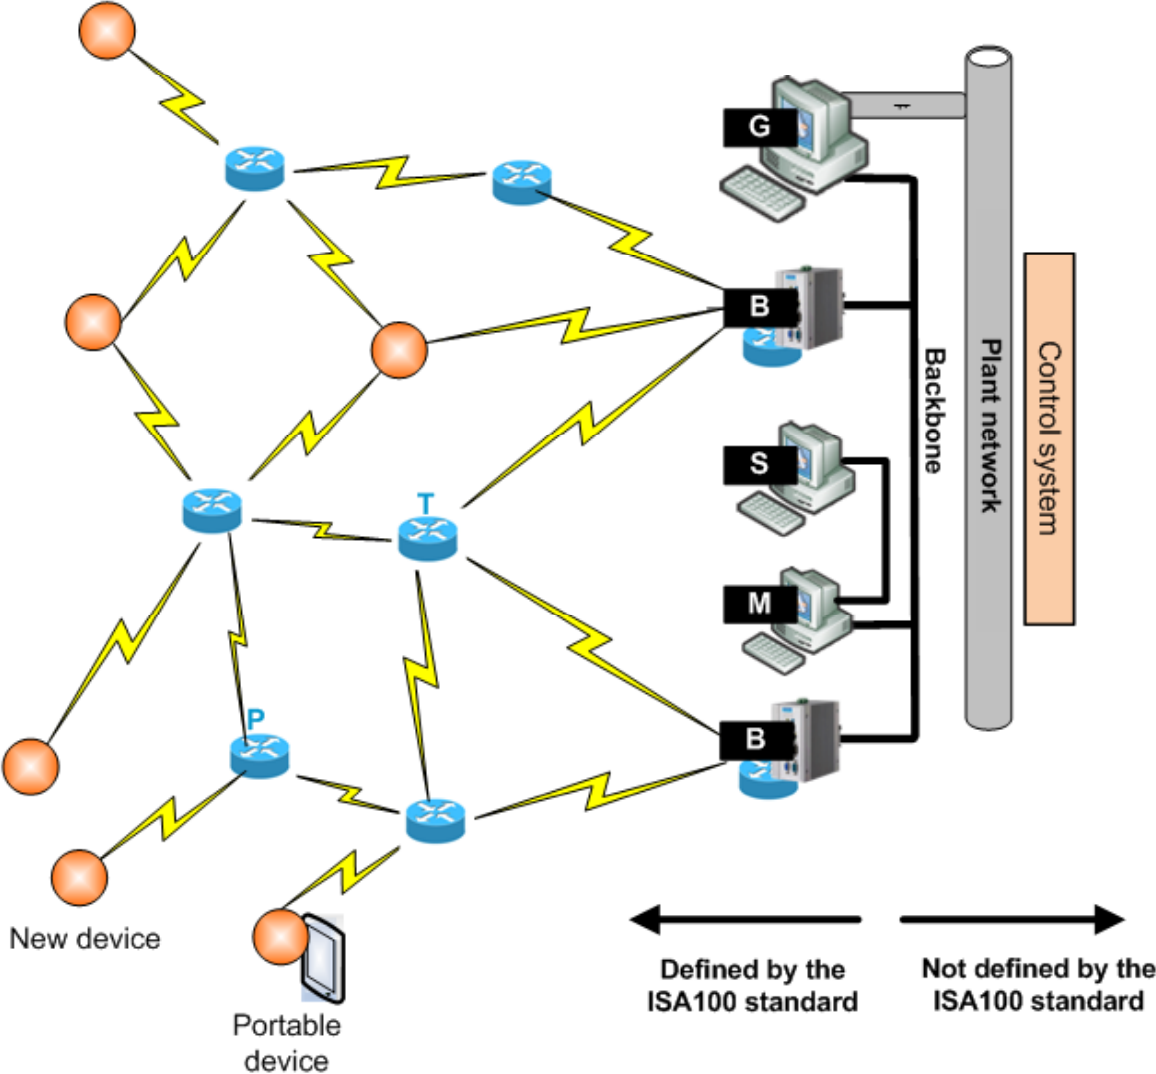 G
B
S
T
M
P
B
Backbone
Plant network
Control system
New device
Portable
device
Defined by the
ISA100 standard
Not defined by the
ISA100 standard